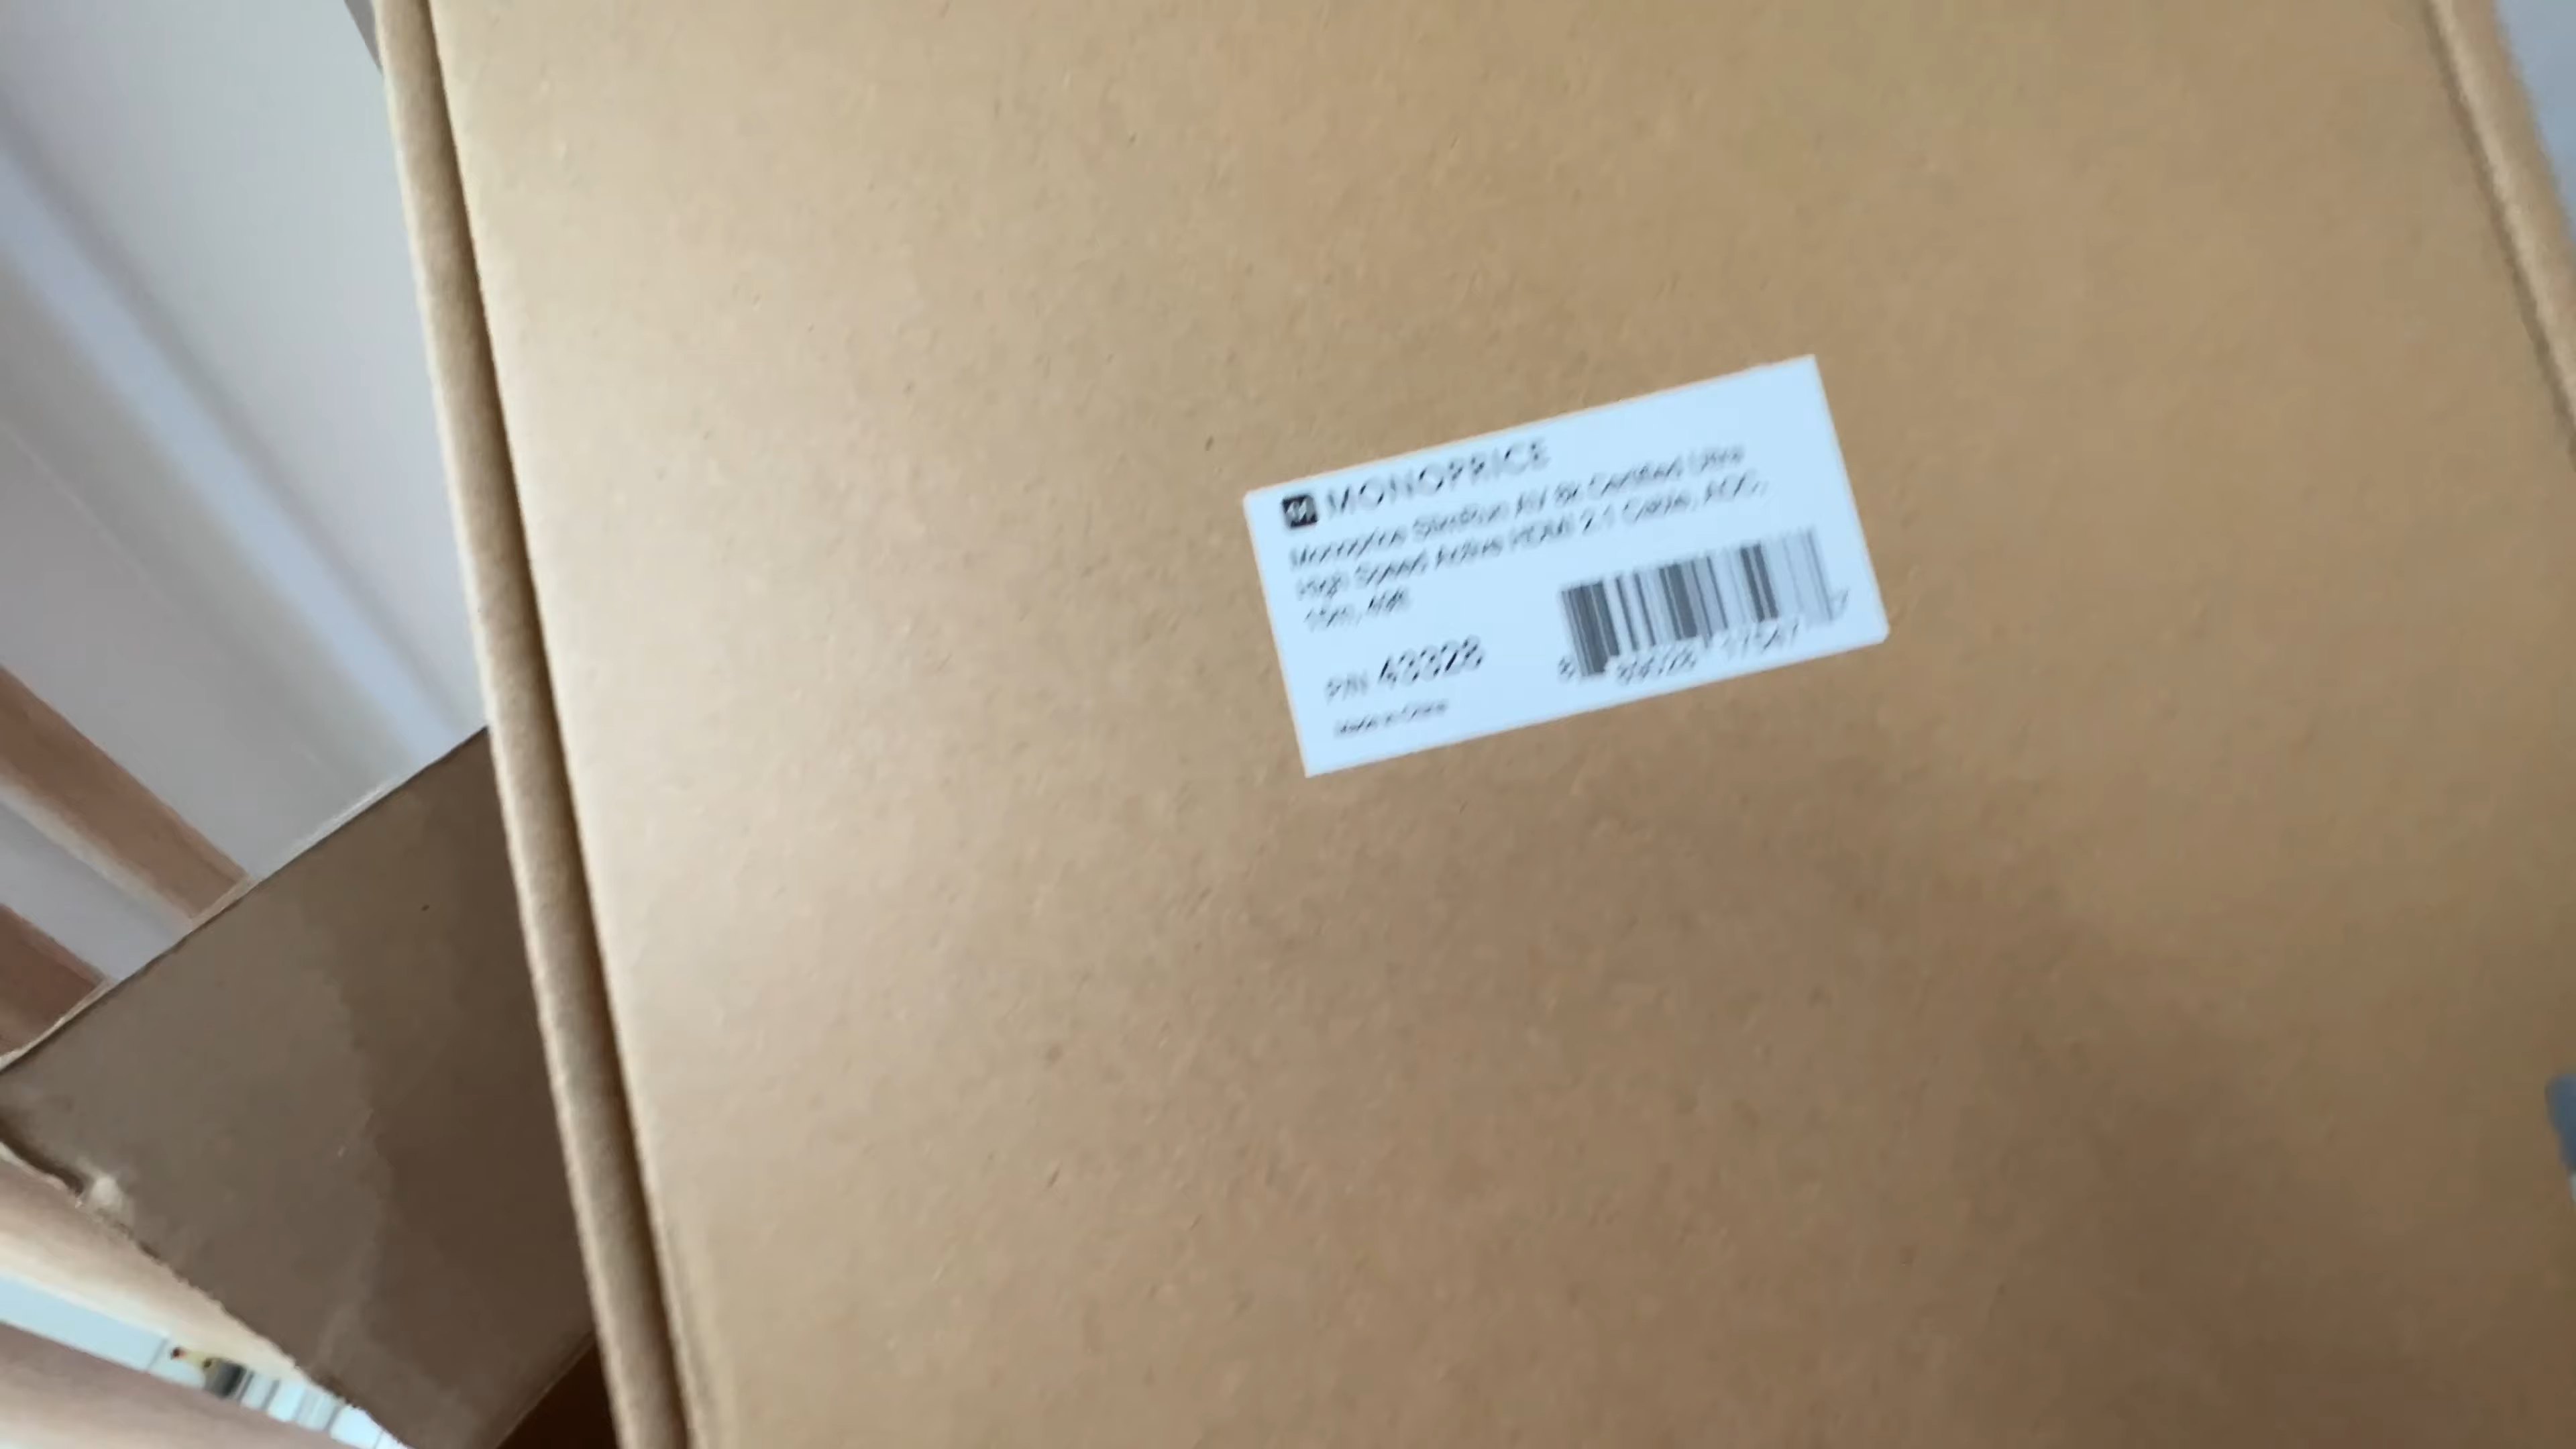 MONOPRICE
Monoprice SlimRun AV 8K Certified Ultra
High Speed Active HDMI 2.1 Cable, AOC,
15m, 49ft
P/N 43328
Made in China